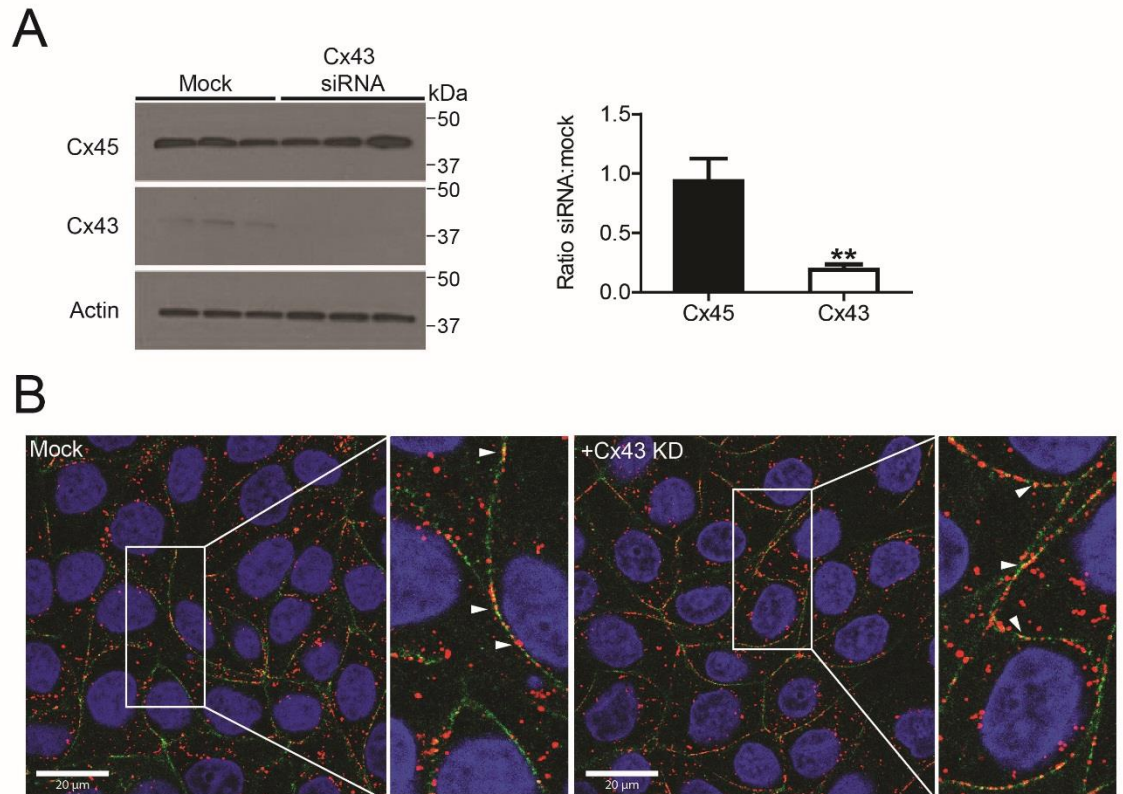 A
Mock
Cx43
siRNA
kDa
Cx45
50
37
Cx43
50
37
Actin
50
37
Ratio siRNA:mock
1.5
1.0
0.5
0.0
**
Cx45
Cx43
B
Mock
20 µm
+Cx43 KD
20 µm